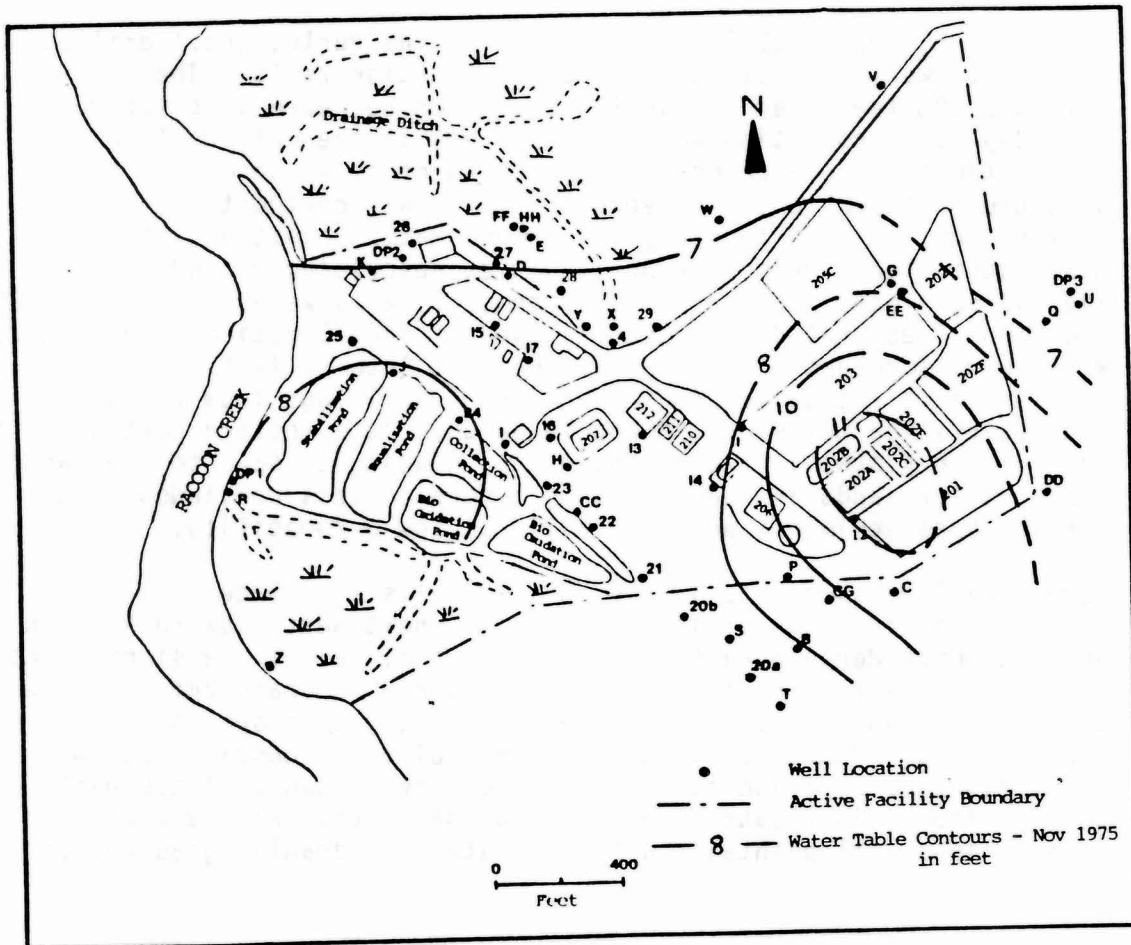 V
N
Drainage Ditch
FF
HH
E
W
7
26
DP2
K
27
D
28
205C
G
EE
202G
DP3
U
Q
7
15
17
Y
X
4
29
25
J
8
8
10
11
203
202F
202E
202B
202C
202A
201
DD
Stabilization
Pond
Equalization
Pond
24
Collection
Pond
I
16
207
H
212
211
210
13
14
RACCOON CREEK
DP1
R
Bio
Oxidation
Pond
23
CC
22
Bio
Oxidation
Pond
12
21
P
GG
C
20b
S
B
Z
20a
T
Well Location
Active Facility Boundary
8
Water Table Contours - Nov 1975
in feet
0
400
Feet